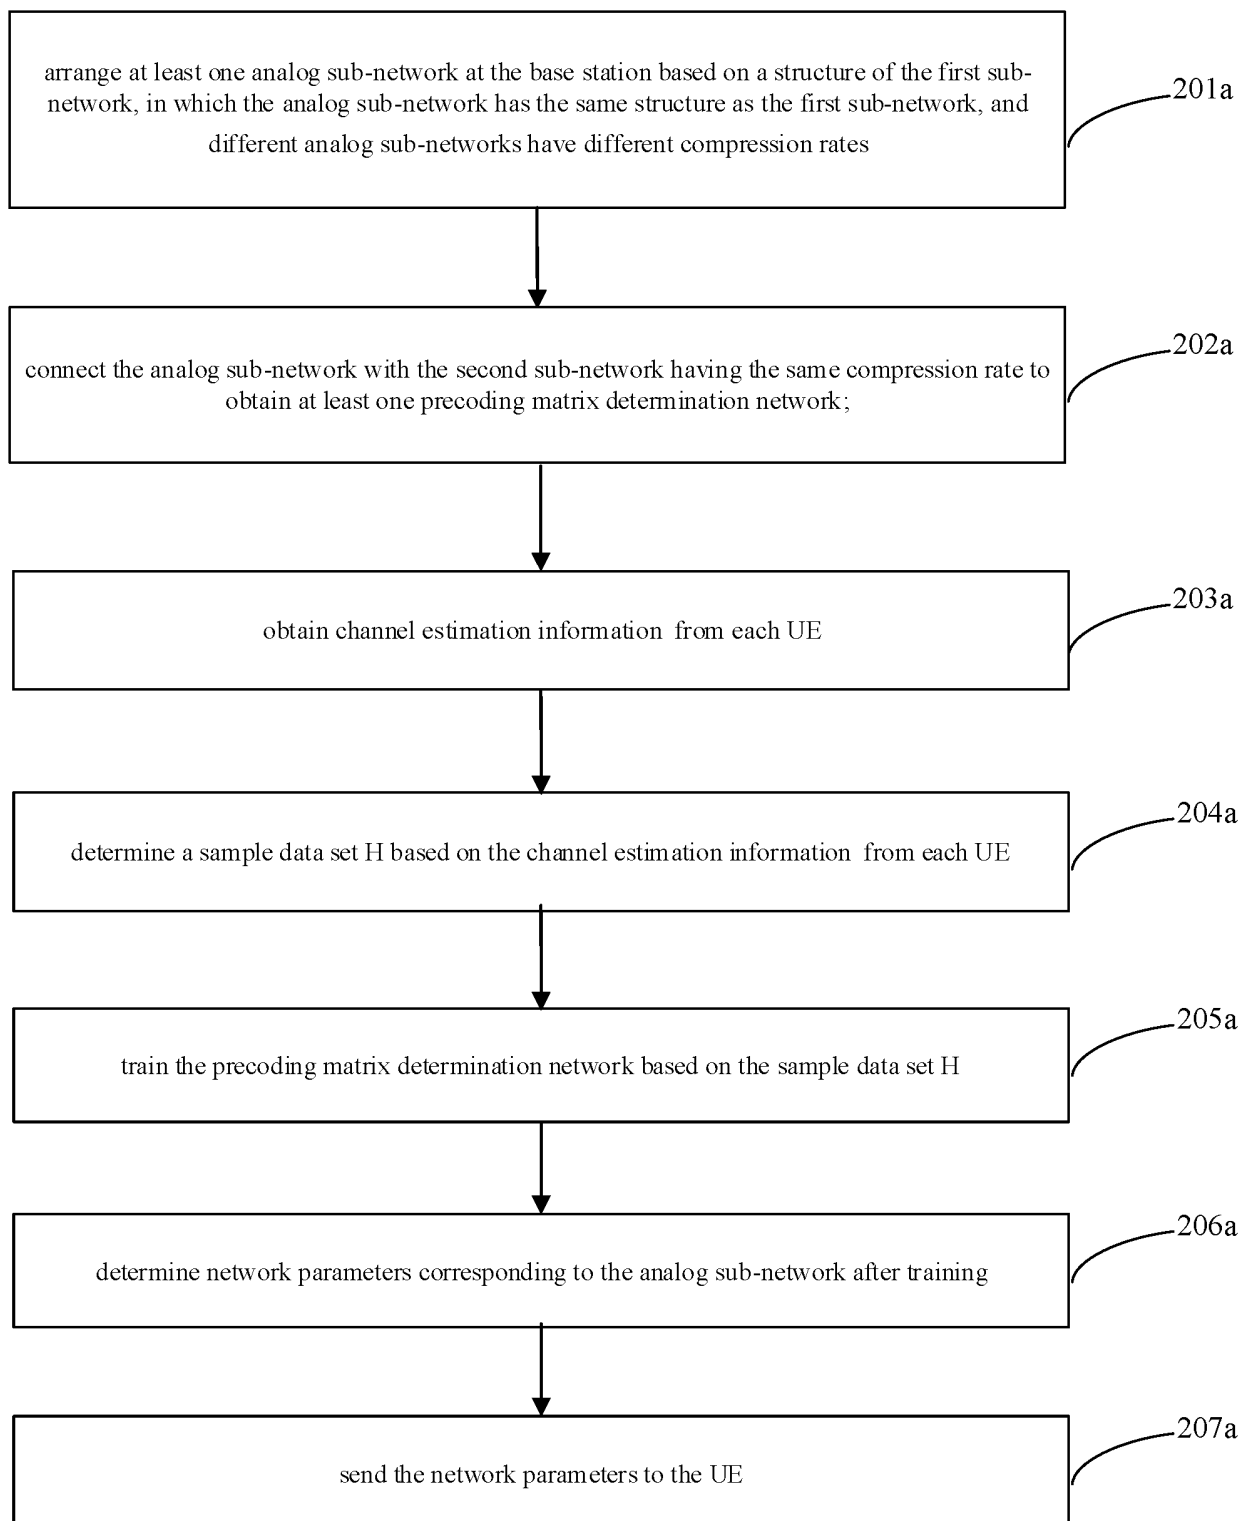 arrange at least one analog sub-network at the base station based on a structure of the first sub-
network, in which the analog sub-network has the same structure as the first sub-network, and
different analog sub-networks have different compression rates
201a
connect the analog sub-network with the second sub-network having the same compression rate to
obtain at least one precoding matrix determination network;
202a
obtain channel estimation information from each UE
203a
determine a sample data set H based on the channel estimation information from each UE
204a
train the precoding matrix determination network based on the sample data set H
205a
determine network parameters corresponding to the analog sub-network after training
206a
send the network parameters to the UE
207a